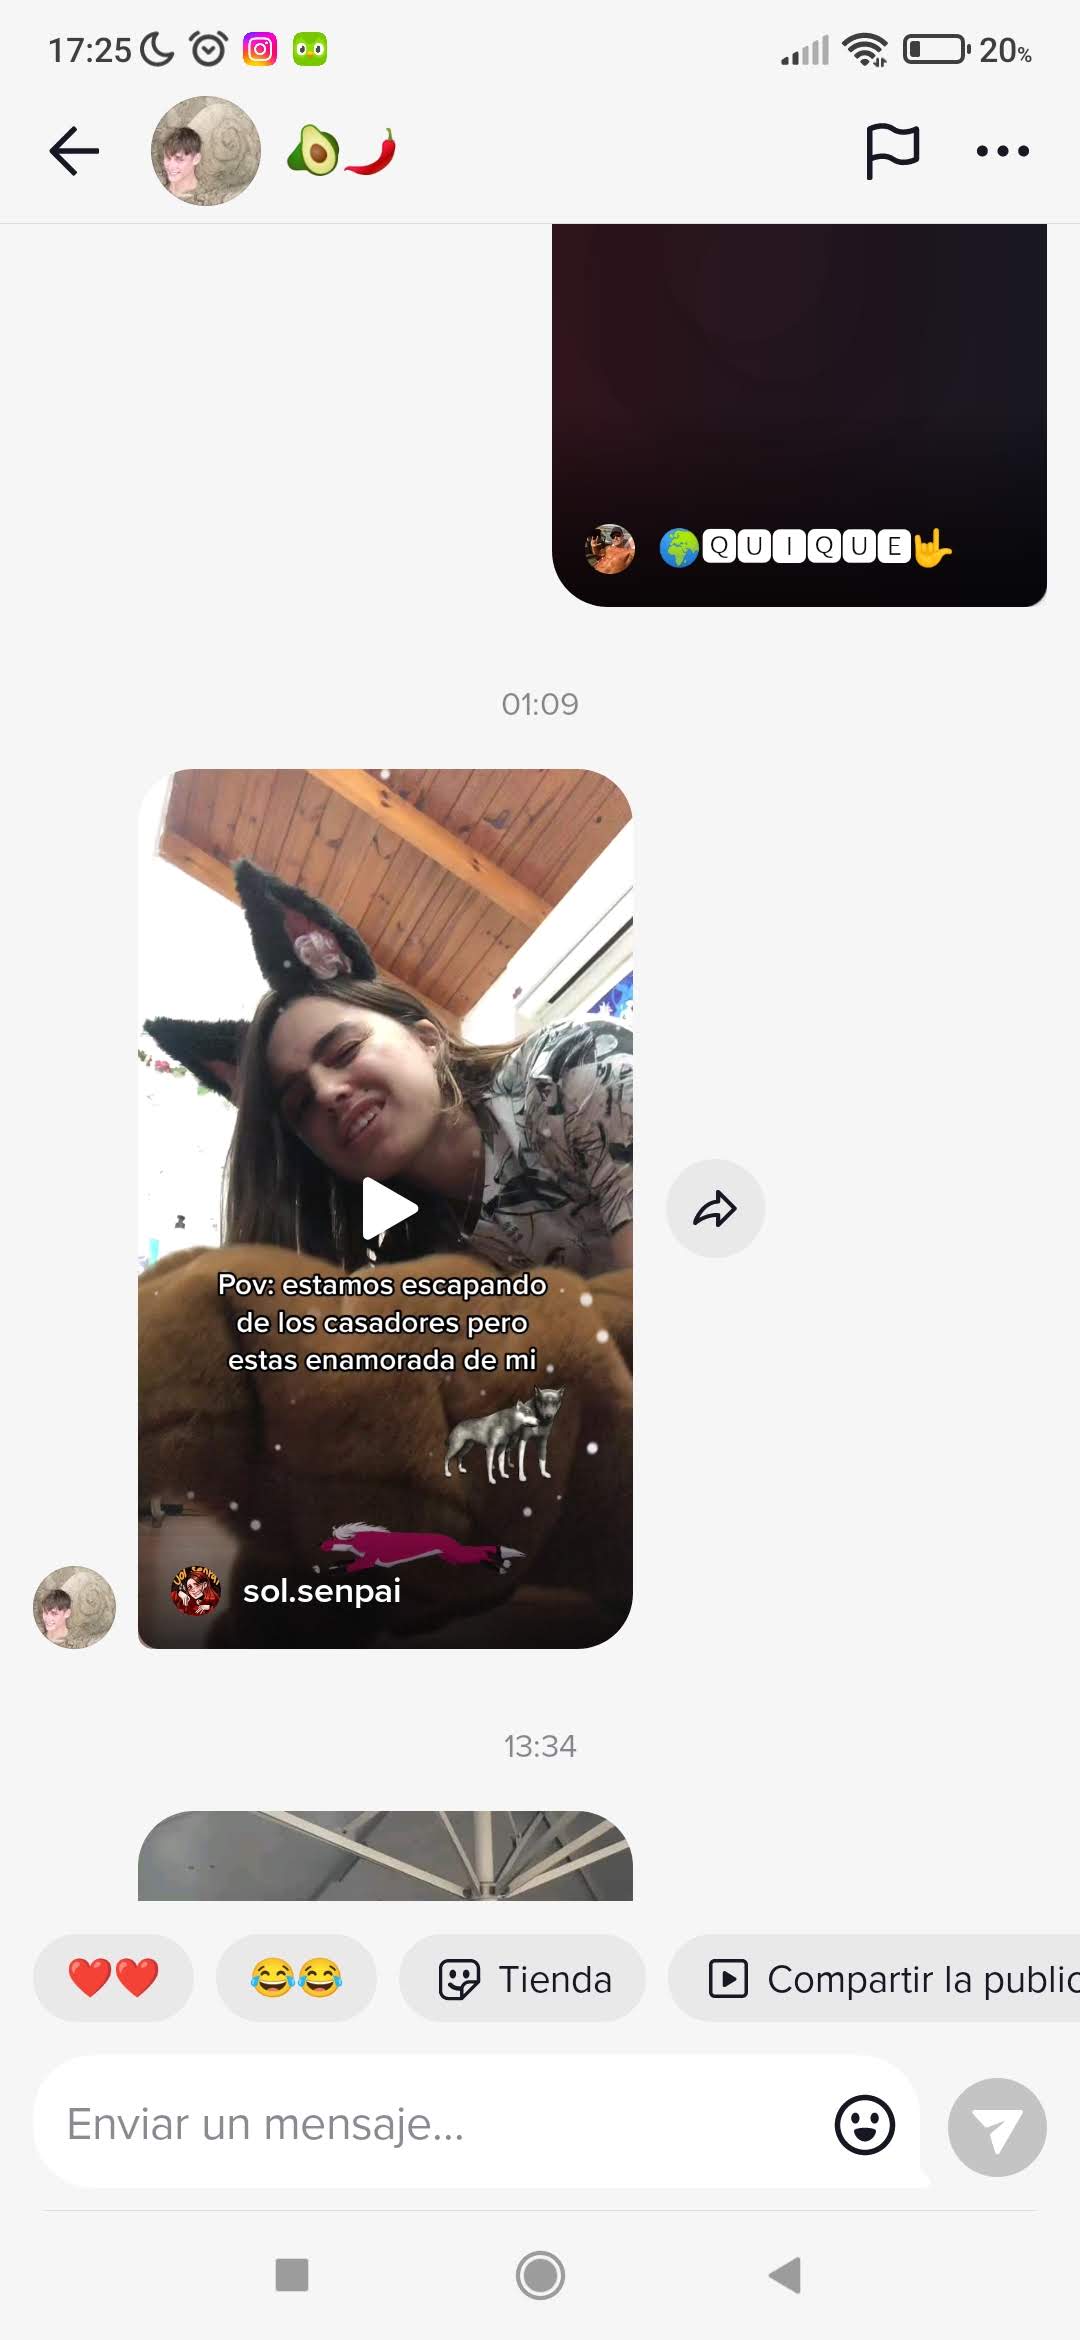 17:25
20%
🥑🌶️
🌍🅀🅄🄸🅀🅄🄴🤟
01:09
Pov: estamos escapando
de los casadores pero
estas enamorada de mi
sol.senpai
13:34
❤️❤️
😂😂
Tienda
Compartir la public
Enviar un mensaje...